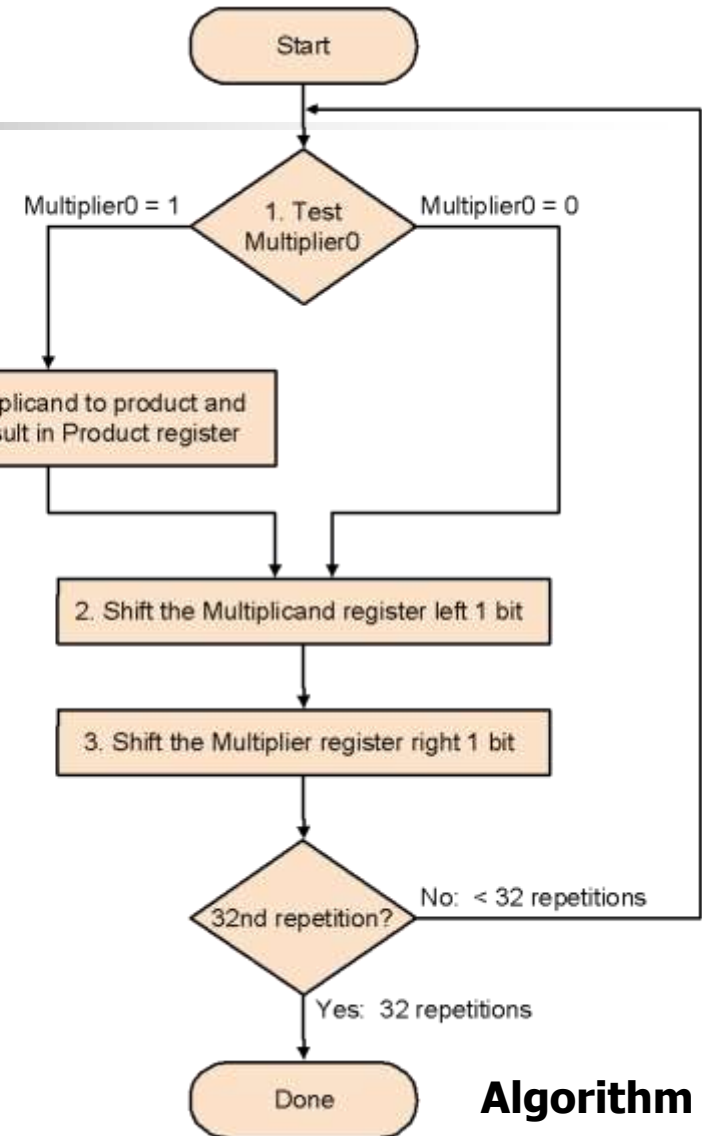 Start
Multiplier0 = 1
1. Test
Multiplier0
Multiplier0 = 0
to product and
in Product register
2. Shift the Multiplicand register left 1 bit
3. Shift the Multiplier register right 1 bit
32nd repetition?
No: < 32 repetitions
Yes: 32 repetitions
Done
Algorithm